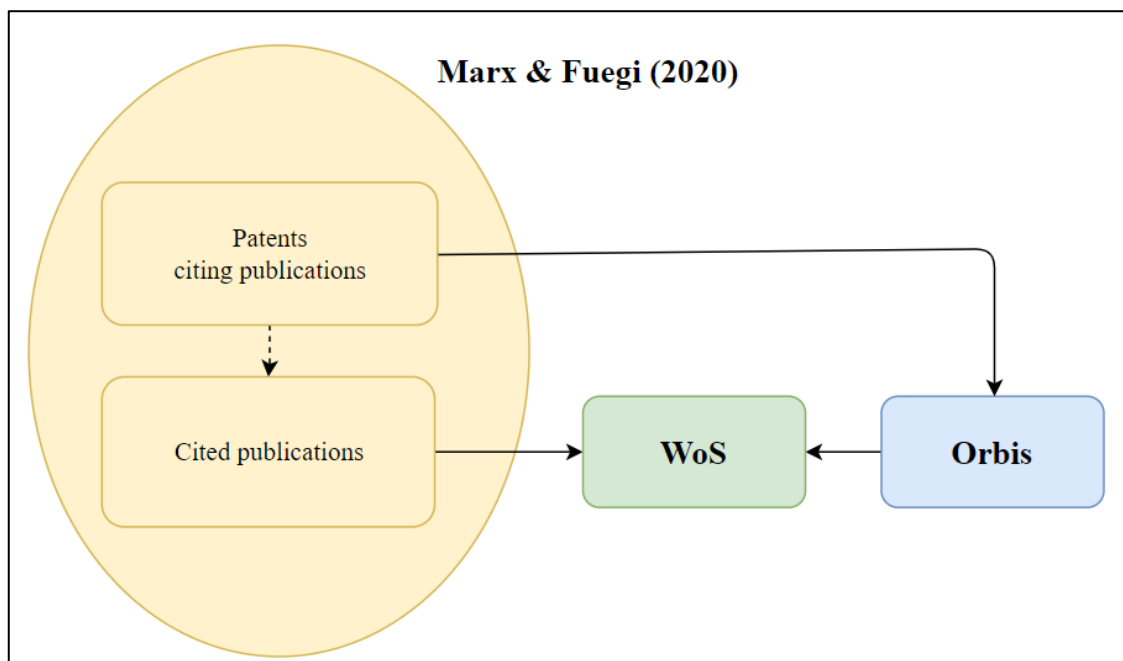 Marx & Fuegi (2020)
Patents
citing publications
Cited publications
WoS
Orbis